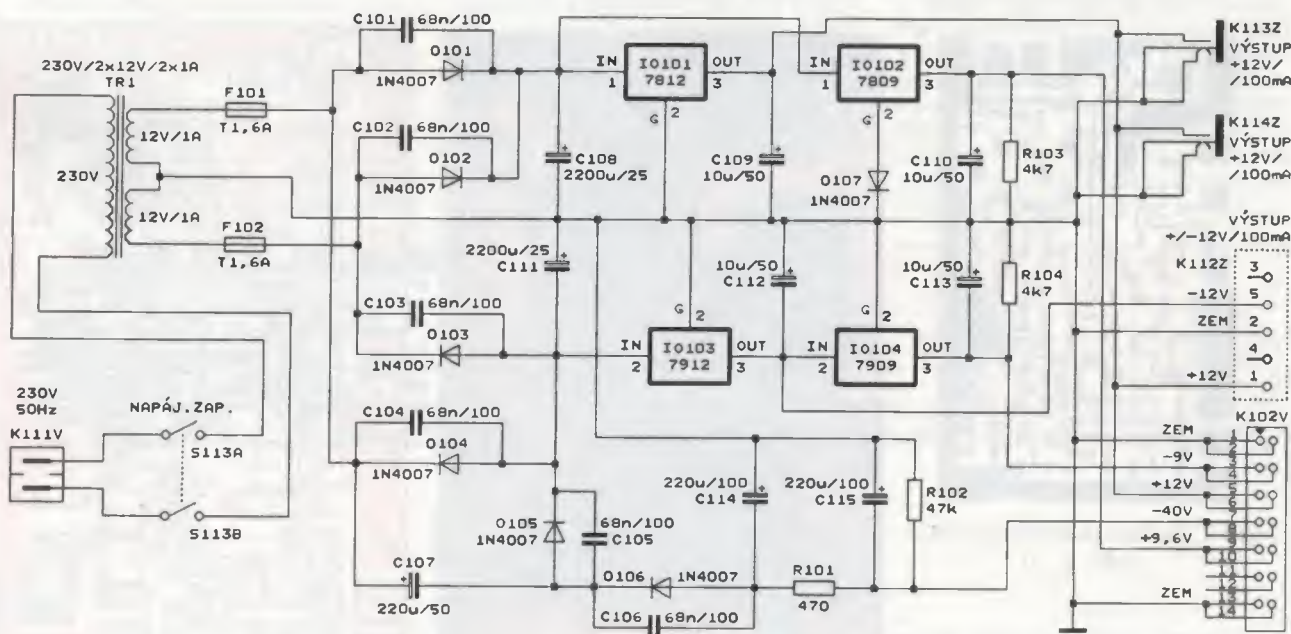 C101 68n/100
D101
1N4007
230V/2x12V/2x1A
TR1
F101
T1,6A
12V/1A
230V
12V/1A
F102
T1,6A
C102 68n/100
D102
1N4007
C108
2200u/25
IN
1
IO101
7812
OUT
3
G 2
C109
10u/50
IN
1
IO102
7809
OUT
3
G 2
D107
1N4007
C110
10u/50
R103
4k7
K113Z
VÝSTUP
+12V/
/100mA
K114Z
VÝSTUP
+12V/
/100mA
2200u/25
C111
C103 68n/100
D103
1N4007
10u/50
C112
10u/50
C113
R104
4k7
G 2
IN
2
IO103
7912
OUT
3
G 2
IN
2
IO104
7909
OUT
3
VÝSTUP
+/-12V/100mA
K112Z
3
-12V 5
ZEM 2
4
+12V 1
230V
50Hz
K111V
NAPÁJ.ZAP.
S113A
S113B
C104 68n/100
D104
1N4007
D105
1N4007
68n/100
C105
C107
220u/50
D106 1N4007
C106 68n/100
220u/100
C114
220u/100
C115
R101
470
R102
47k
K102V
ZEM
-9V
+12V
-40V
+9,6V
ZEM
1
10
14